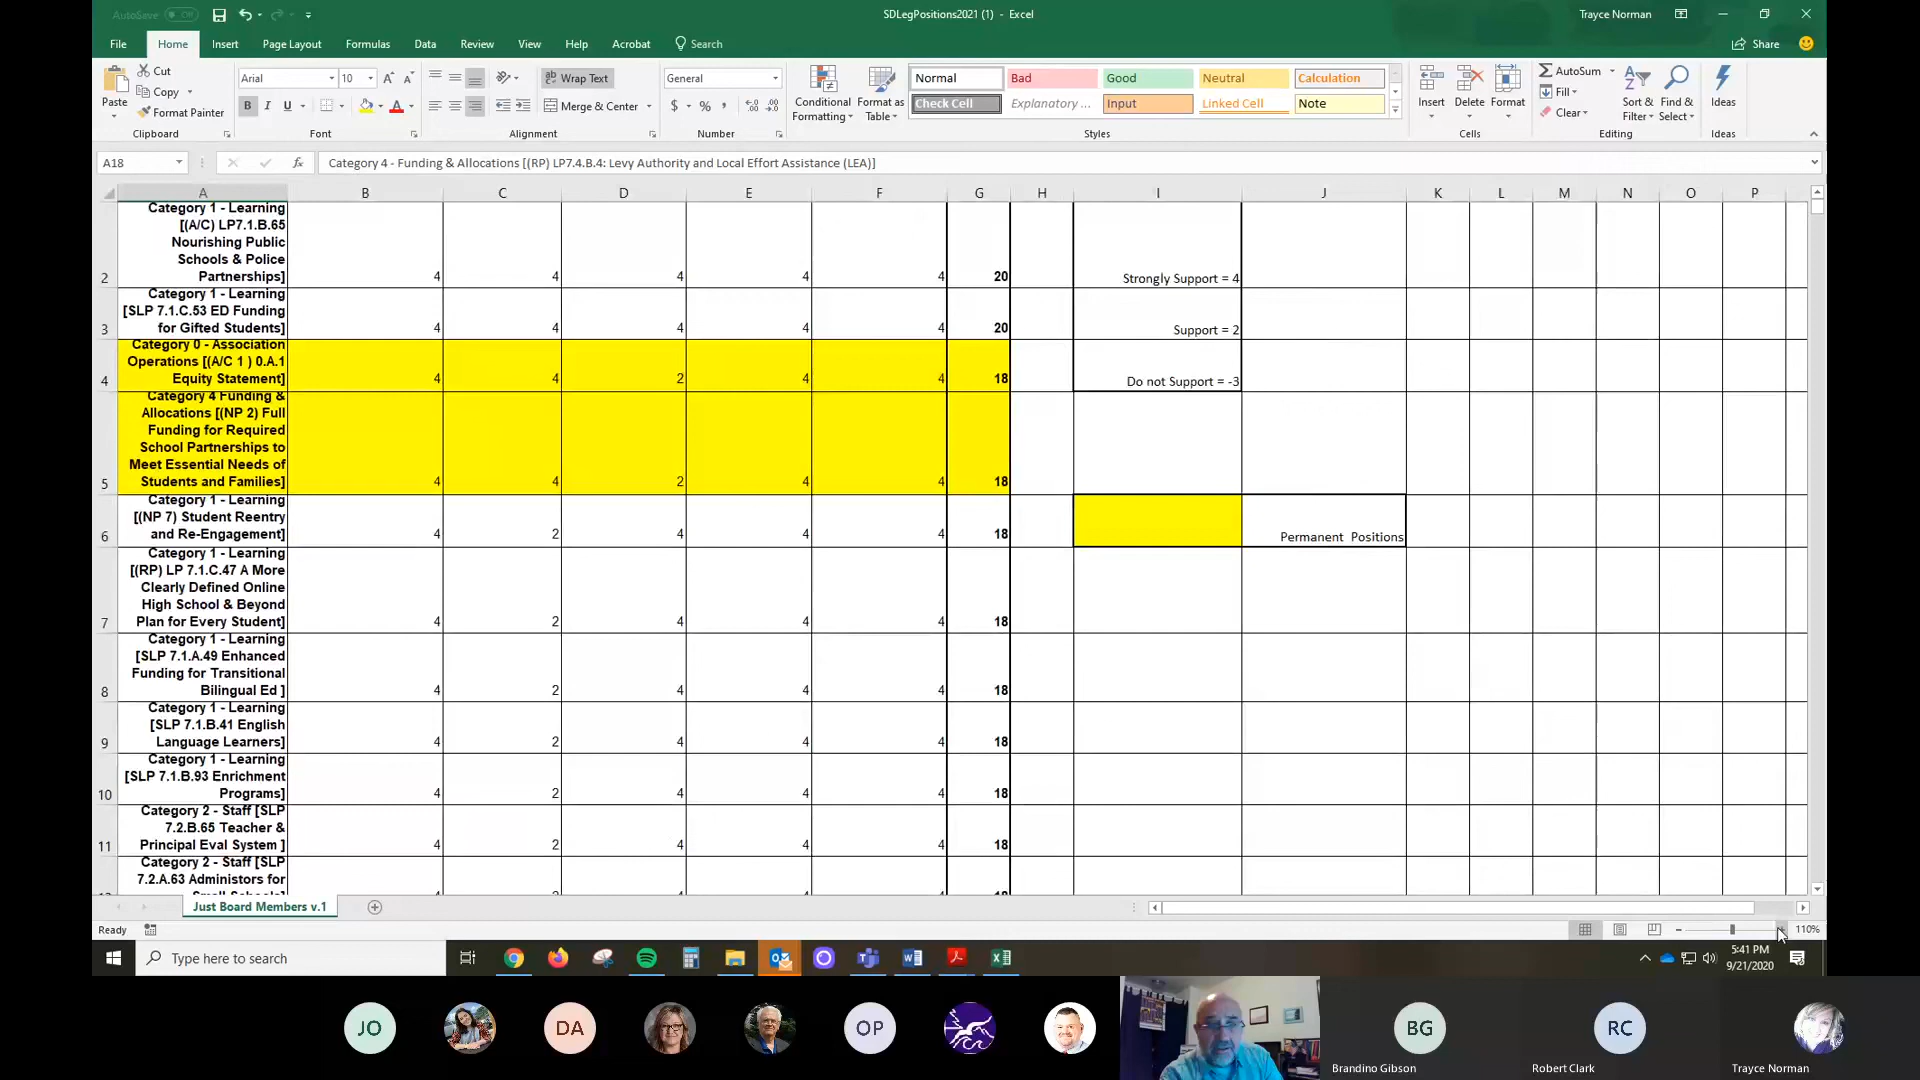 AutoSave Off
SDLegPositions2021 (1) - Excel
Trayce Norman
File Home Insert Page Layout Formulas Data Review View Help Acrobat Search Share
Paste Cut Copy Format Painter Clipboard
Arial 10 B I U Font
Wrap Text Merge & Center Alignment
General $ % , Number
Conditional Formatting Format as Table
Normal Bad Good Neutral Calculation
Check Cell Explanatory ... Input Linked Cell Note
Styles
Insert Delete Format Cells
AutoSum Fill Clear Sort & Filter Find & Select Editing
Ideas Ideas
A18 fx Category 4 - Funding & Allocations [(RP) LP7.4.B.4: Levy Authority and Local Effort Assistance (LEA)]
A B C D E F G H I J K L M N O P
Category 1 - Learning
[(A/C) LP7.1.B.65
Nourishing Public
Schools & Police
2 Partnerships] 4 4 4 4 4 20 Strongly Support = 4
Category 1 - Learning
[SLP 7.1.C.53 ED Funding
3 for Gifted Students] 4 4 4 4 4 20 Support = 2
Category 0 - Association
Operations [(A/C 1 ) 0.A.1
4 Equity Statement] 4 4 2 4 4 18 Do not Support = -3
Category 4 Funding &
Allocations [(NP 2) Full
Funding for Required
School Partnerships to
Meet Essential Needs of
5 Students and Families] 4 4 2 4 4 18
Category 1 - Learning
[(NP 7) Student Reentry
6 and Re-Engagement] 4 2 4 4 4 18 Permanent Positions
Category 1 - Learning
[(RP) LP 7.1.C.47 A More
Clearly Defined Online
High School & Beyond
7 Plan for Every Student] 4 2 4 4 4 18
Category 1 - Learning
[SLP 7.1.A.49 Enhanced
Funding for Transitional
8 Bilingual Ed ] 4 2 4 4 4 18
Category 1 - Learning
[SLP 7.1.B.41 English
9 Language Learners] 4 2 4 4 4 18
Category 1 - Learning
[SLP 7.1.B.93 Enrichment
10 Programs] 4 2 4 4 4 18
Category 2 - Staff [SLP
7.2.B.65 Teacher &
11 Principal Eval System ] 4 2 4 4 4 18
Category 2 - Staff [SLP
7.2.A.63 Administors for
Just Board Members v.1
Ready 110%
Type here to search
5:41 PM
9/21/2020
JO DA OP BG RC
Brandino Gibson Robert Clark Trayce Norman